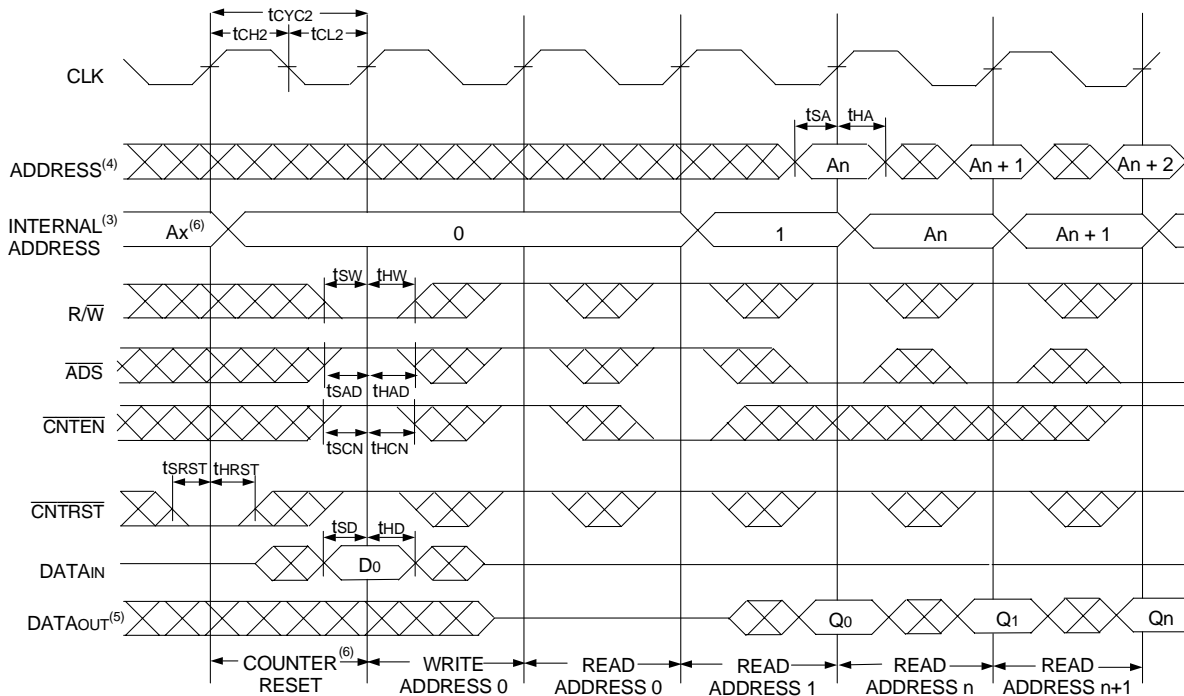 tCYC2
tCH2 tCL2
CLK
tSA tHA
ADDRESS(4) An An + 1 An + 2
INTERNAL(3)
ADDRESS Ax(6) 0 1 An An + 1
tSW tHW
R/W̅
A̅D̅S̅
tSAD tHAD
C̅N̅T̅E̅N̅
tSCN tHCN
tSRST tHRST
C̅N̅T̅R̅S̅T̅
tSD tHD
DATAIN D0
DATAOUT(5) Q0 Q1 Qn
COUNTER(6)
RESET
WRITE
ADDRESS 0
READ
ADDRESS 0
READ
ADDRESS 1
READ
ADDRESS n
READ
ADDRESS n+1